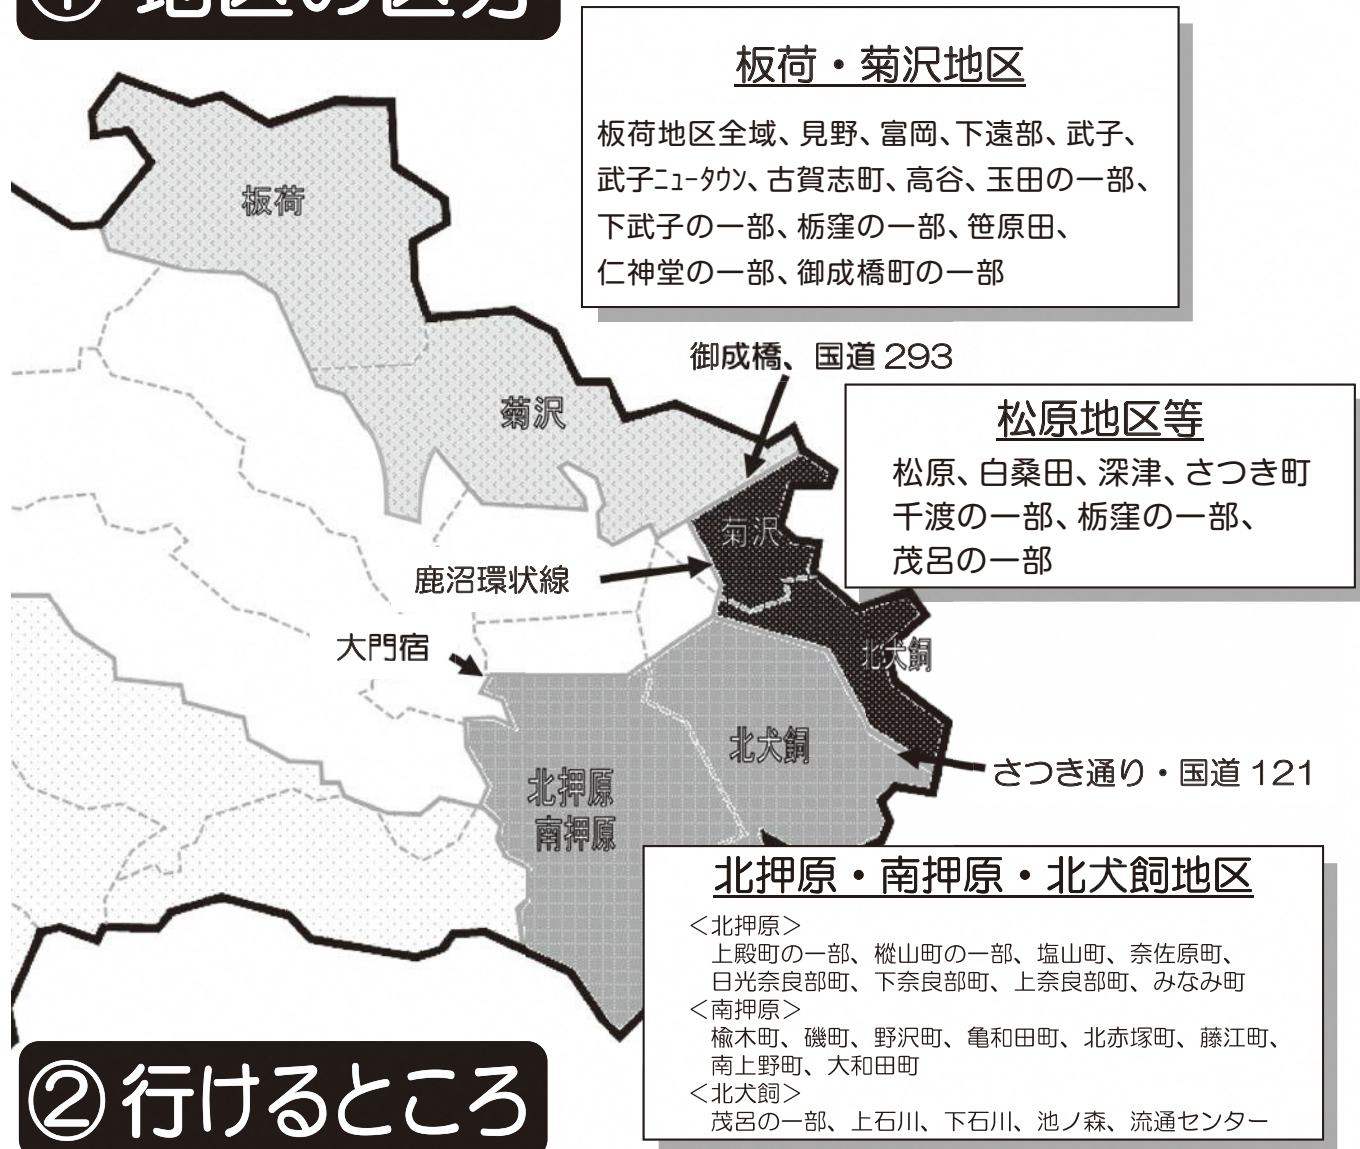 ① 地区の区分
板荷・菊沢地区
板荷地区全域、見野、富岡、下遠部、武子、
武子ﾆｭｰﾀｳﾝ、古賀志町、高谷、玉田の一部、
下武子の一部、栃窪の一部、笹原田、
仁神堂の一部、御成橋町の一部
板荷
御成橋、国道 293
菊沢
松原地区等
松原、白桑田、深津、さつき町
千渡の一部、栃窪の一部、
茂呂の一部
菊沢
鹿沼環状線
大門宿
北犬飼
北犬飼
さつき通り・国道 121
北押原
南押原
北押原・南押原・北犬飼地区
＜北押原＞
上殿町の一部、樅山町の一部、塩山町、奈佐原町、
日光奈良部町、下奈良部町、上奈良部町、みなみ町
＜南押原＞
楡木町、磯町、野沢町、亀和田町、北赤塚町、藤江町、
南上野町、大和田町
＜北犬飼＞
茂呂の一部、上石川、下石川、池ノ森、流通センター
② 行けるところ